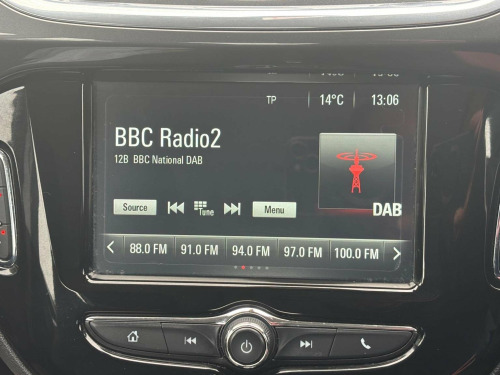 TP 14°C 13:06
BBC Radio2
12B BBC National DAB
Source Tune Menu
DAB
88.0 FM 91.0 FM 94.0 FM 97.0 FM 100.0 FM